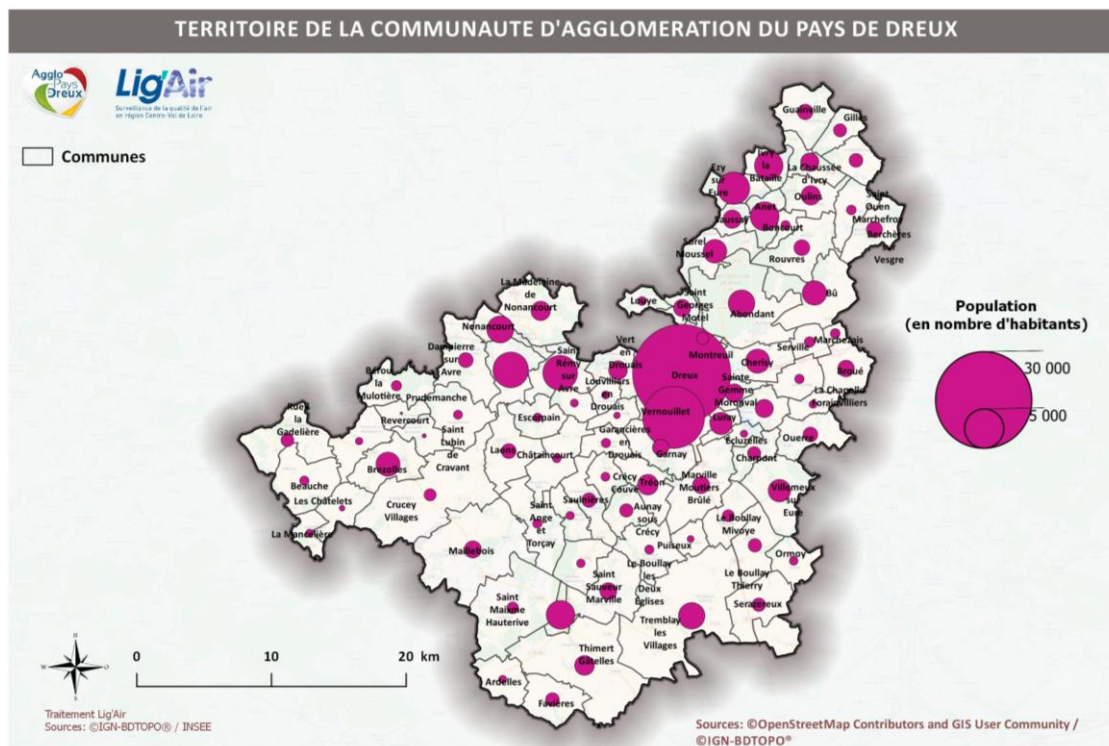 TERRITOIRE DE LA COMMUNAUTE D'AGGLOMERATION DU PAYS DE DREUX
Agglo
Pays
Dreux
Lig'Air
Surveillance de la qualité de l'air
en région Centre-Val de Loire
Communes
Guainville
Gilles
Ivry
la
Bataille
La Chaussée
d'Ivry
Ezy
sur
Eure
Oulins
Anet
Saussay
Boncourt
Saint
Ouen
Marchefroy
Berchères
sur
Vesgre
Sorel
Moussel
Rouvres
Bû
La Madeleine
de
Nonancourt
Louye
Saint
Georges
Motel
Abondant
Nonancourt
Marchezais
Serville
Montreuil
Cherisy
Broué
Dampierre
sur
Avre
Saint
Rémy
sur
Avre
Vert
en
Drouais
Dreux
Sainte
Gemme
Moronval
La Chapelle
Forainvilliers
Bérou
la
Mulotière
Prudemanche
Louvilliers
en
Drouais
Vernouillet
Luray
Rueil
la
Gadelière
Revercourt
Saint
Lubin
de
Cravant
Escorpain
Garancières
en
Drouais
Garnay
Ecluzelles
Ouerre
Charpont
Laons
Châtaincourt
Brezolles
Beauche
Les Châtelets
Crucey
Villages
Crécy
Couvé
Tréon
Marville
Moutiers
Brûlé
Villemeux
sur
Eure
Saulnières
Saint
Ange
et
Torçay
Aunay
sous
Crécy
Le Boullay
Mivoye
La Mancelière
Puiseux
Maillebois
Le Boullay
les
Deux
Eglises
Ormoy
Le Boullay
Thierry
Saint
Sauveur
Marville
Saint
Maixme
Hauterive
Serazereux
Tremblay
les
Villages
Thimert
Gâtelles
Ardelles
Favières
Population
(en nombre d'habitants)
30 000
5 000
N
W
O
S
0 10 20 km
Traitement Lig'Air
Sources: ©IGN-BDTOPO® / INSEE
Sources: ©OpenStreetMap Contributors and GIS User Community /
©IGN-BDTOPO®